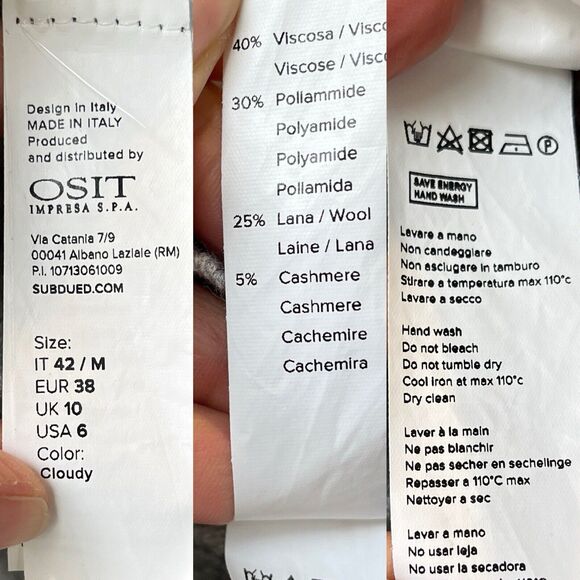 Design in Italy
MADE IN ITALY
Produced
and distributed by
OSIT
IMPRESA S.P.A.
Via Catania 7/9
00041 Albano Laziale (RM)
P.I. 10713061009
SUBDUED.COM
Size:
IT 42 / M
EUR 38
UK 10
USA 6
Color:
Cloudy
40% Viscosa / Visco
Viscose / Visco
30% Poliammide
Polyamide
Polyamide
Poliamida
25% Lana / Wool
Laine / Lana
5% Cashmere
Cashmere
Cachemire
Cachemira
P
SAVE ENERGY
HAND WASH
Lavare a mano
Non candeggiare
Non asciugare in tamburo
Stirare a temperatura max 110°c
Lavare a secco
Hand wash
Do not bleach
Do not tumble dry
Cool iron at max 110°c
Dry clean
Laver à la main
Ne pas blanchir
Ne pas secher en sechelinge
Repasser a 110°C max
Nettoyer a sec
Lavar a mano
No usar leja
No usar la secadora